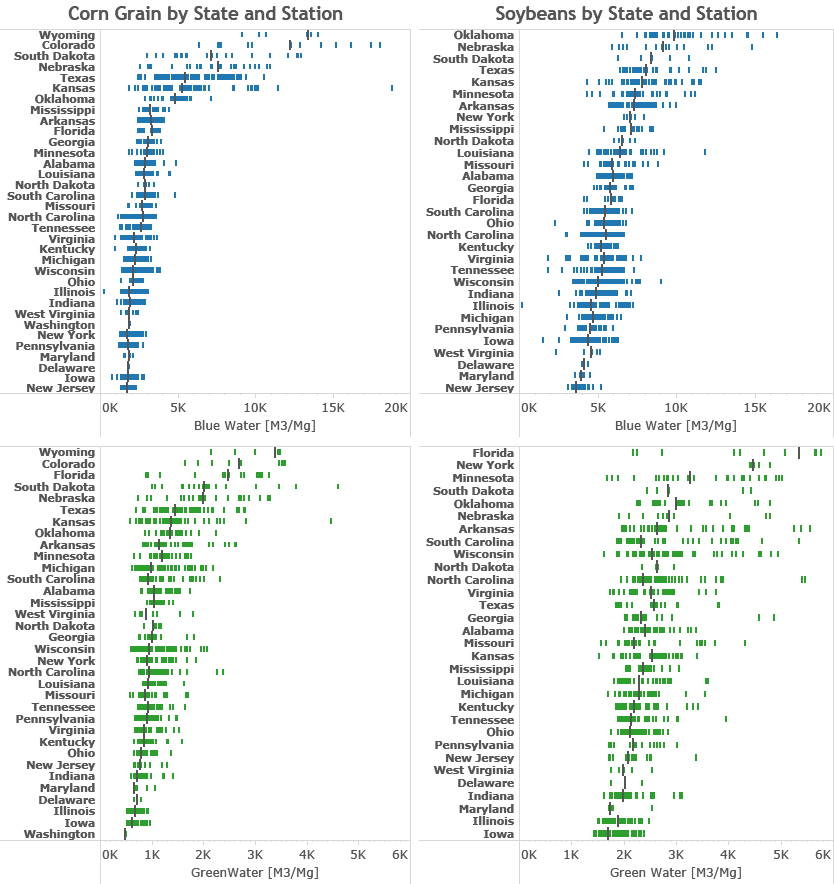 Corn Grain by State and Station
Wyoming
Colorado
South Dakota
Nebraska
Texas
Kansas
Oklahoma
Mississippi
Arkansas
Florida
Georgia
Minnesota
Alabama
Louisiana
North Dakota
South Carolina
Missouri
North Carolina
Tennessee
Virginia
Kentucky
Michigan
Wisconsin
Ohio
Illinois
Indiana
West Virginia
Washington
New York
Pennsylvania
Maryland
Delaware
Iowa
New Jersey
0K 5K 10K 15K 20K
Blue Water [M3/Mg]
Soybeans by State and Station
Oklahoma
Nebraska
South Dakota
Texas
Kansas
Minnesota
Arkansas
New York
Mississippi
North Dakota
Louisiana
Missouri
Alabama
Georgia
Florida
South Carolina
Ohio
North Carolina
Kentucky
Virginia
Tennessee
Wisconsin
Indiana
Illinois
Michigan
Pennsylvania
Iowa
West Virginia
Delaware
Maryland
New Jersey
0K 5K 10K 15K 20K
Blue Water [M3/Mg]
Wyoming
Colorado
Florida
South Dakota
Nebraska
Texas
Kansas
Oklahoma
Arkansas
Minnesota
Michigan
South Carolina
Alabama
Mississippi
West Virginia
North Dakota
Georgia
Wisconsin
New York
North Carolina
Louisiana
Missouri
Tennessee
Pennsylvania
Virginia
Kentucky
Ohio
New Jersey
Indiana
Maryland
Delaware
Illinois
Iowa
Washington
0K 1K 2K 3K 4K 5K 6K
GreenWater [M3/Mg]
Florida
New York
Minnesota
South Dakota
Oklahoma
Nebraska
Arkansas
South Carolina
Wisconsin
North Dakota
North Carolina
Virginia
Texas
Georgia
Alabama
Missouri
Kansas
Mississippi
Louisiana
Michigan
Kentucky
Tennessee
Ohio
Pennsylvania
New Jersey
West Virginia
Delaware
Indiana
Maryland
Illinois
Iowa
0K 1K 2K 3K 4K 5K 6K
Green Water [M3/Mg]